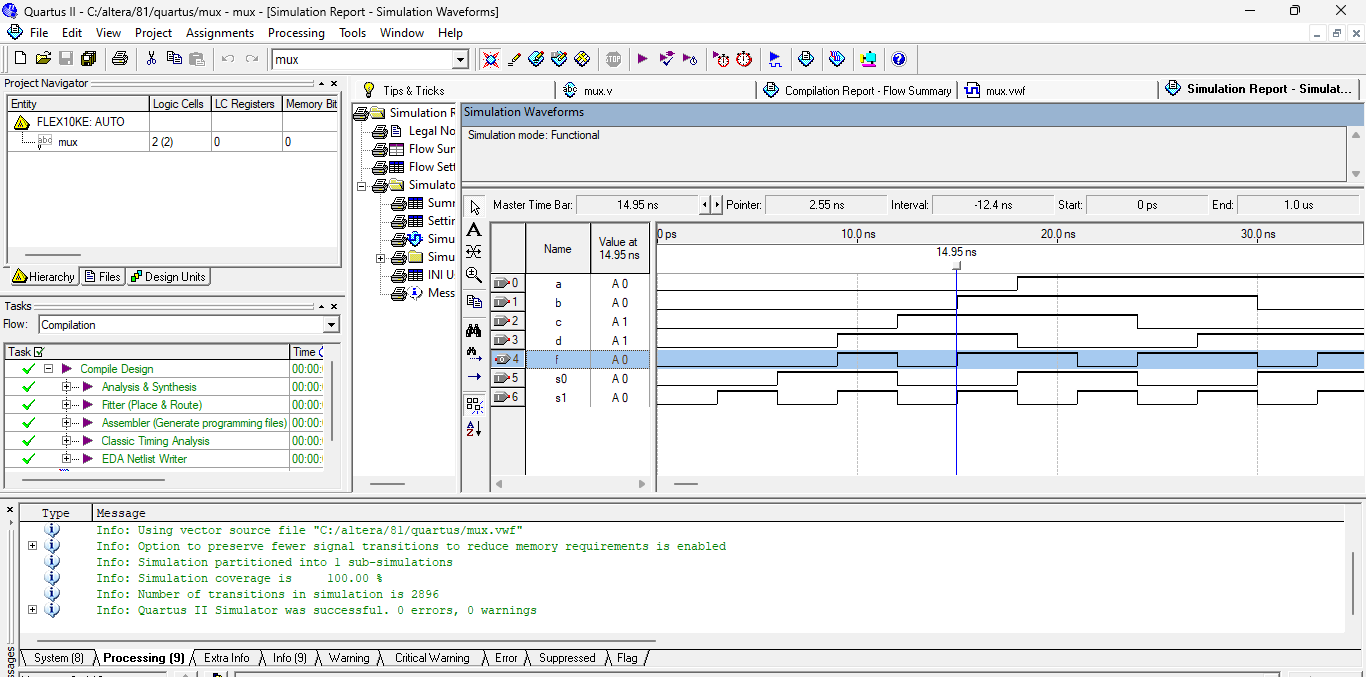 Quartus II - C:/altera/81/quartus/mux - mux - [Simulation Report - Simulation Waveforms]
File Edit View Project Assignments Processing Tools Window Help
mux
Project Navigator
Entity Logic Cells LC Registers Memory Bit
FLEX10KE: AUTO
abc mux 2 (2) 0 0
Hierarchy Files Design Units
Tasks
Flow: Compilation
Task Time
Compile Design 00:00:
Analysis & Synthesis 00:00:
Fitter (Place & Route) 00:00:
Assembler (Generate programming files) 00:00:
Classic Timing Analysis 00:00:
EDA Netlist Writer 00:00:
Tips & Tricks mux.v Compilation Report - Flow Summary mux.vwf Simulation Report - Simulat...
Simulation R
Legal No
Flow Sum
Flow Sett
Simulato
Summ
Settin
Simu
Simu
INI U
Mess
Simulation Waveforms
Simulation mode: Functional
Master Time Bar: 14.95 ns Pointer: 2.55 ns Interval: -12.4 ns Start: 0 ps End: 1.0 us
Name Value at 14.95 ns
0 ps 10.0 ns 20.0 ns 30.0 ns
14.95 ns
0 a A 0
1 b A 0
2 c A 1
3 d A 1
4 f A 0
5 s0 A 0
6 s1 A 0
Type Message
Info: Using vector source file "C:/altera/81/quartus/mux.vwf"
Info: Option to preserve fewer signal transitions to reduce memory requirements is enabled
Info: Simulation partitioned into 1 sub-simulations
Info: Simulation coverage is 100.00 %
Info: Number of transitions in simulation is 2896
Info: Quartus II Simulator was successful. 0 errors, 0 warnings
System (8) Processing (9) Extra Info Info (9) Warning Critical Warning Error Suppressed Flag